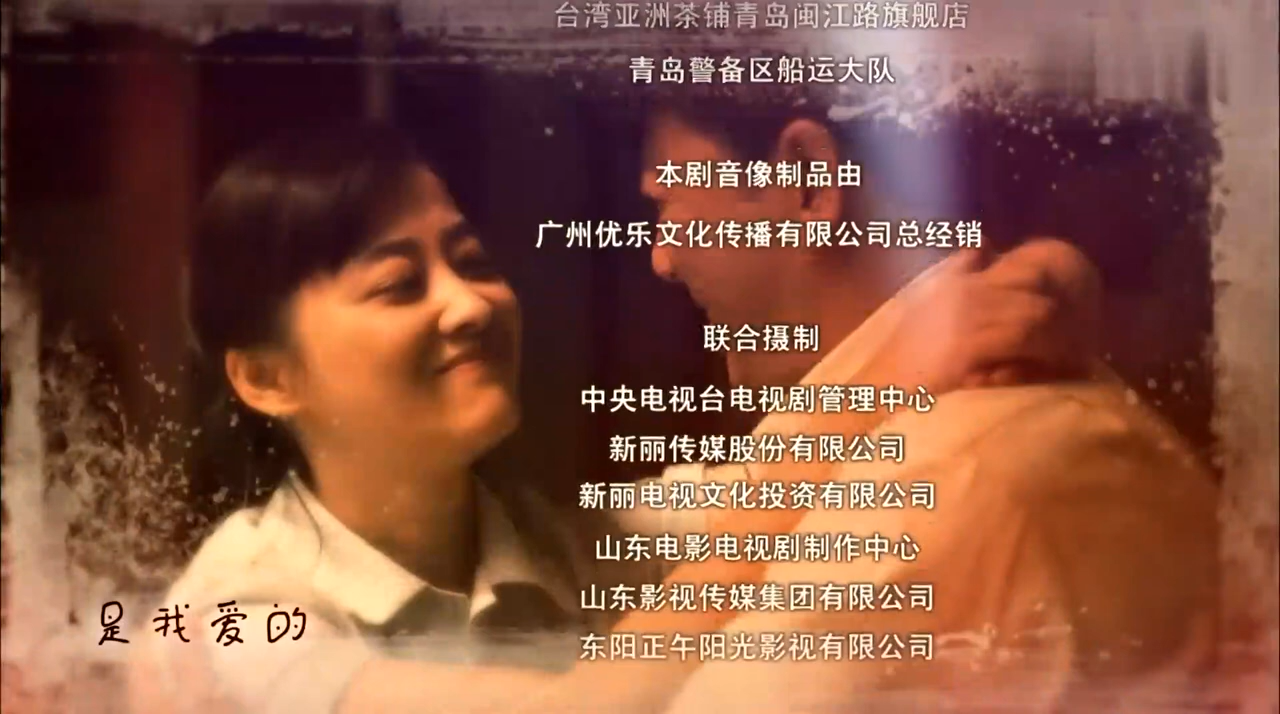 台湾亚洲茶铺青岛闽江路旗舰店
青岛警备区船运大队
本剧音像制品由
广州优乐文化传播有限公司总经销
联合摄制
中央电视台电视剧管理中心
新丽传媒股份有限公司
新丽电视文化投资有限公司
山东电影电视剧制作中心
山东影视传媒集团有限公司
东阳正午阳光影视有限公司
是我爱的